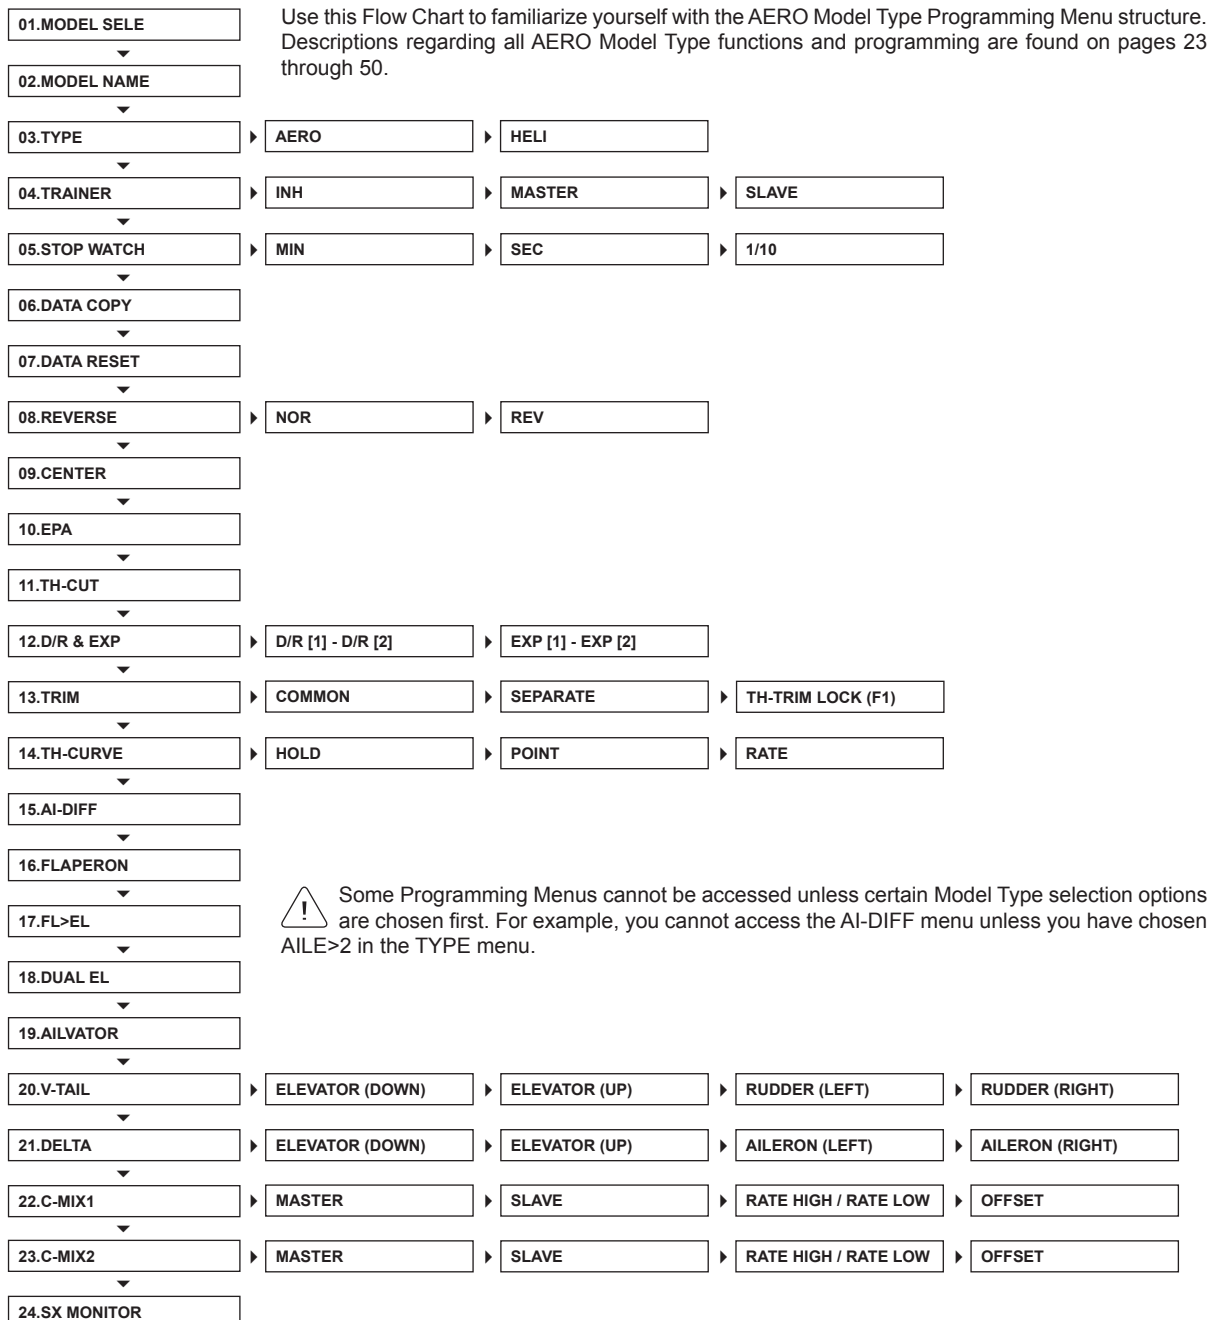 01.MODEL SELE
Use this Flow Chart to familiarize yourself with the AERO Model Type Programming Menu structure.
Descriptions regarding all AERO Model Type functions and programming are found on pages 23
through 50.
02.MODEL NAME
03.TYPE AERO HELI
04.TRAINER INH MASTER SLAVE
05.STOP WATCH MIN SEC 1/10
06.DATA COPY
07.DATA RESET
08.REVERSE NOR REV
09.CENTER
10.EPA
11.TH-CUT
12.D/R & EXP D/R [1] - D/R [2] EXP [1] - EXP [2]
13.TRIM COMMON SEPARATE TH-TRIM LOCK (F1)
14.TH-CURVE HOLD POINT RATE
15.AI-DIFF
16.FLAPERON
17.FL>EL
Some Programming Menus cannot be accessed unless certain Model Type selection options
are chosen first. For example, you cannot access the AI-DIFF menu unless you have chosen
AILE>2 in the TYPE menu.
18.DUAL EL
19.AILVATOR
20.V-TAIL ELEVATOR (DOWN) ELEVATOR (UP) RUDDER (LEFT) RUDDER (RIGHT)
21.DELTA ELEVATOR (DOWN) ELEVATOR (UP) AILERON (LEFT) AILERON (RIGHT)
22.C-MIX1 MASTER SLAVE RATE HIGH / RATE LOW OFFSET
23.C-MIX2 MASTER SLAVE RATE HIGH / RATE LOW OFFSET
24.SX MONITOR